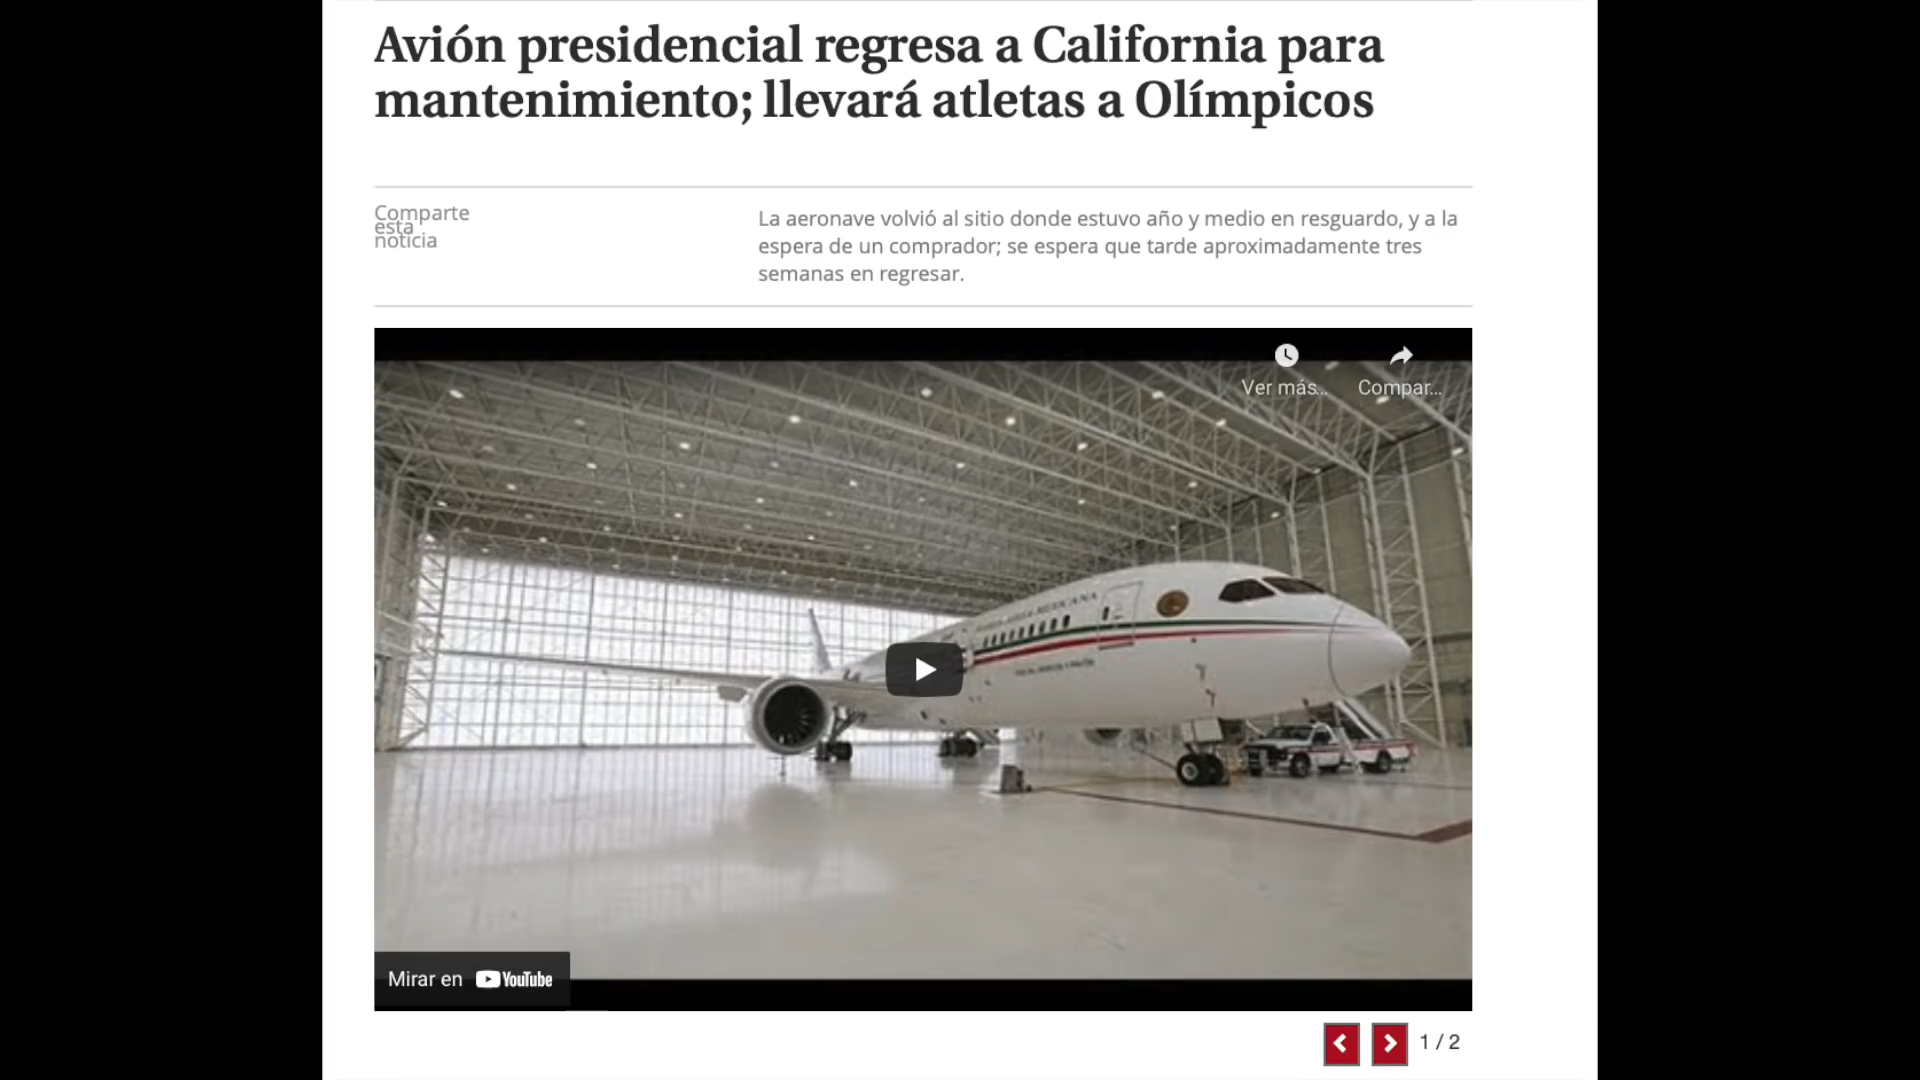 Avión presidencial regresa a California para
mantenimiento; llevará atletas a Olímpicos
Comparte
esta
noticia
La aeronave volvió al sitio donde estuvo año y medio en resguardo, y a la
espera de un comprador; se espera que tarde aproximadamente tres
semanas en regresar.
Ver más...
Compar...
MEXICANA
Mirar en YouTube
1 / 2